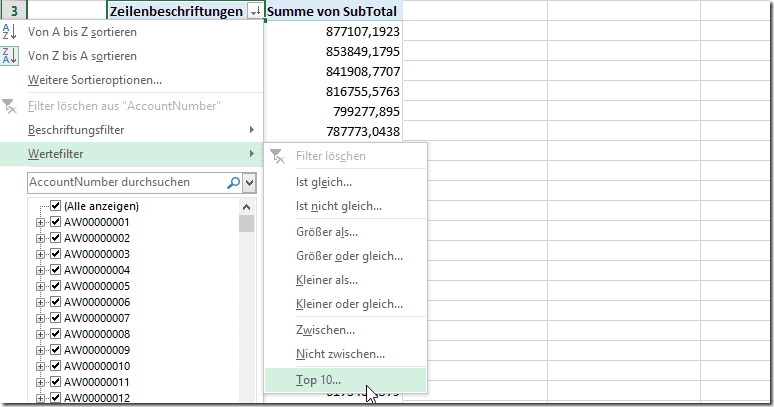 3 Zeilenbeschriftungen Summe von SubTotal
Von A bis Z sortieren
Von Z bis A sortieren
Weitere Sortieroptionen...
Filter löschen aus "AccountNumber"
Beschriftungsfilter
Wertefilter
AccountNumber durchsuchen
(Alle anzeigen)
AW00000001
AW00000002
AW00000003
AW00000004
AW00000005
AW00000006
AW00000007
AW00000008
AW00000009
AW00000010
AW00000011
AW00000012
877107,1923
853849,1795
841908,7707
816755,5763
799277,895
787773,0438
Filter löschen
Ist gleich...
Ist nicht gleich...
Größer als...
Größer oder gleich...
Kleiner als...
Kleiner oder gleich...
Zwischen...
Nicht zwischen...
Top 10...